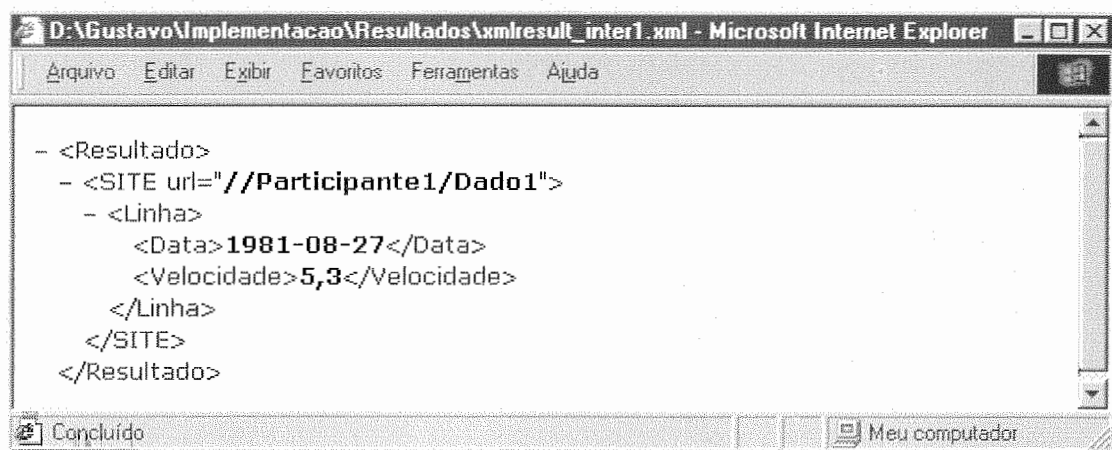 D:\Gustavo\Implementacao\Resultados\xmlresult_inter1.xml - Microsoft Internet Explorer
Arquivo Editar Exibir Favoritos Ferramentas Ajuda
- <Resultado>
- <SITE url="//Participante1/Dado1">
- <Linha>
<Data>1981-08-27</Data>
<Velocidade>5,3</Velocidade>
</Linha>
</SITE>
</Resultado>
Concluído Meu computador